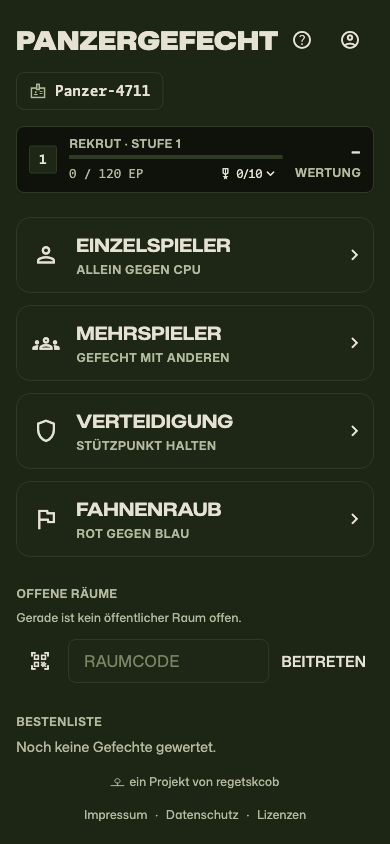 PANZERGEFECHT
Panzer-4711
1
REKRUT · STUFE 1
0 / 120 EP
0/10
–
WERTUNG
EINZELSPIELER
ALLEIN GEGEN CPU
MEHRSPIELER
GEFECHT MIT ANDEREN
VERTEIDIGUNG
STÜTZPUNKT HALTEN
FAHNENRAUB
ROT GEGEN BLAU
OFFENE RÄUME
Gerade ist kein öffentlicher Raum offen.
RAUMCODE
BEITRETEN
BESTENLISTE
Noch keine Gefechte gewertet.
ein Projekt von regetskcob
Impressum · Datenschutz · Lizenzen